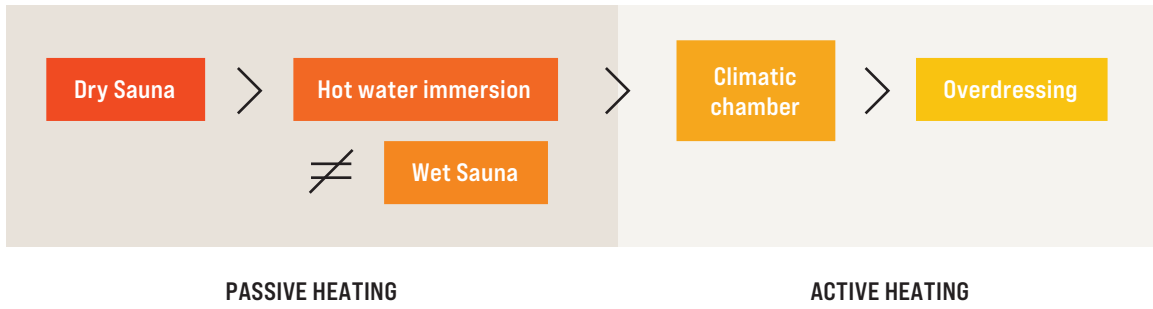 Dry Sauna > Hot water immersion > Climatic chamber > Overdressing
≠ Wet Sauna
PASSIVE HEATING
ACTIVE HEATING